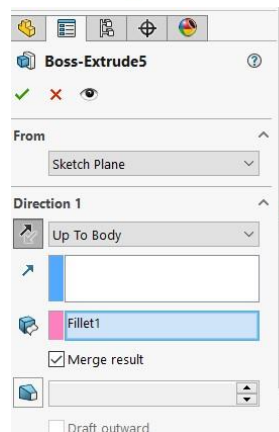 Boss-Extrude5
From
Sketch Plane
Direction 1
Up To Body
Fillet1
Merge result
Draft outward